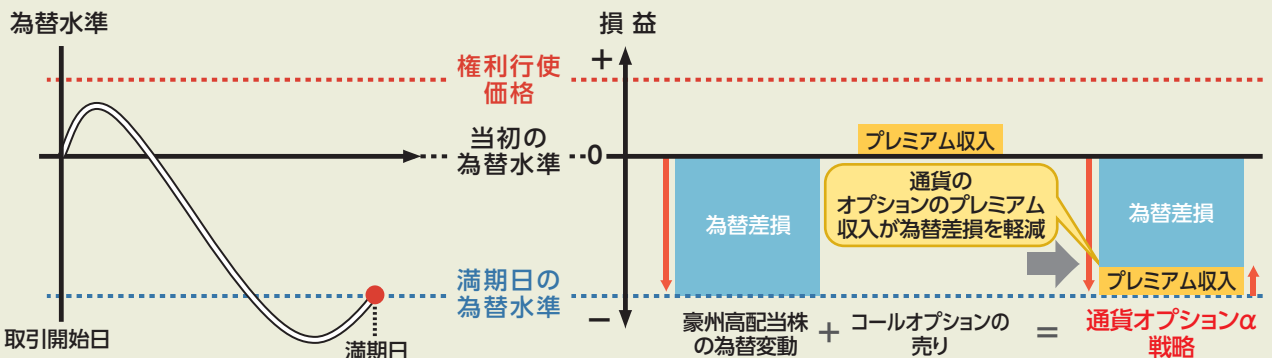 為替水準
権利行使
価格
当初の
為替水準
満期日の
為替水準
取引開始日
満期日
損益
+
0
−
為替差損
プレミアム収入
通貨の
オプションのプレミアム
収入が為替差損を軽減
為替差損
プレミアム収入
豪州高配当株
の為替変動
+
コールオプションの
売り
=
通貨オプションα
戦略